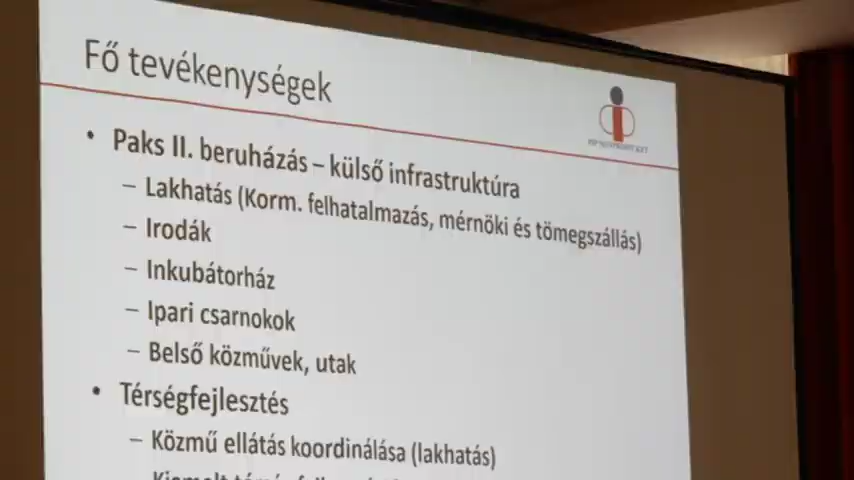 Fő tevékenységek
• Paks II. beruházás – külső infrastruktúra
– Lakhatás (Korm. felhatalmazás, mérnöki és tömegszállás)
– Irodák
– Inkubátorház
– Ipari csarnokok
– Belső közművek, utak
• Térségfejlesztés
– Közmű ellátás koordinálása (lakhatás)